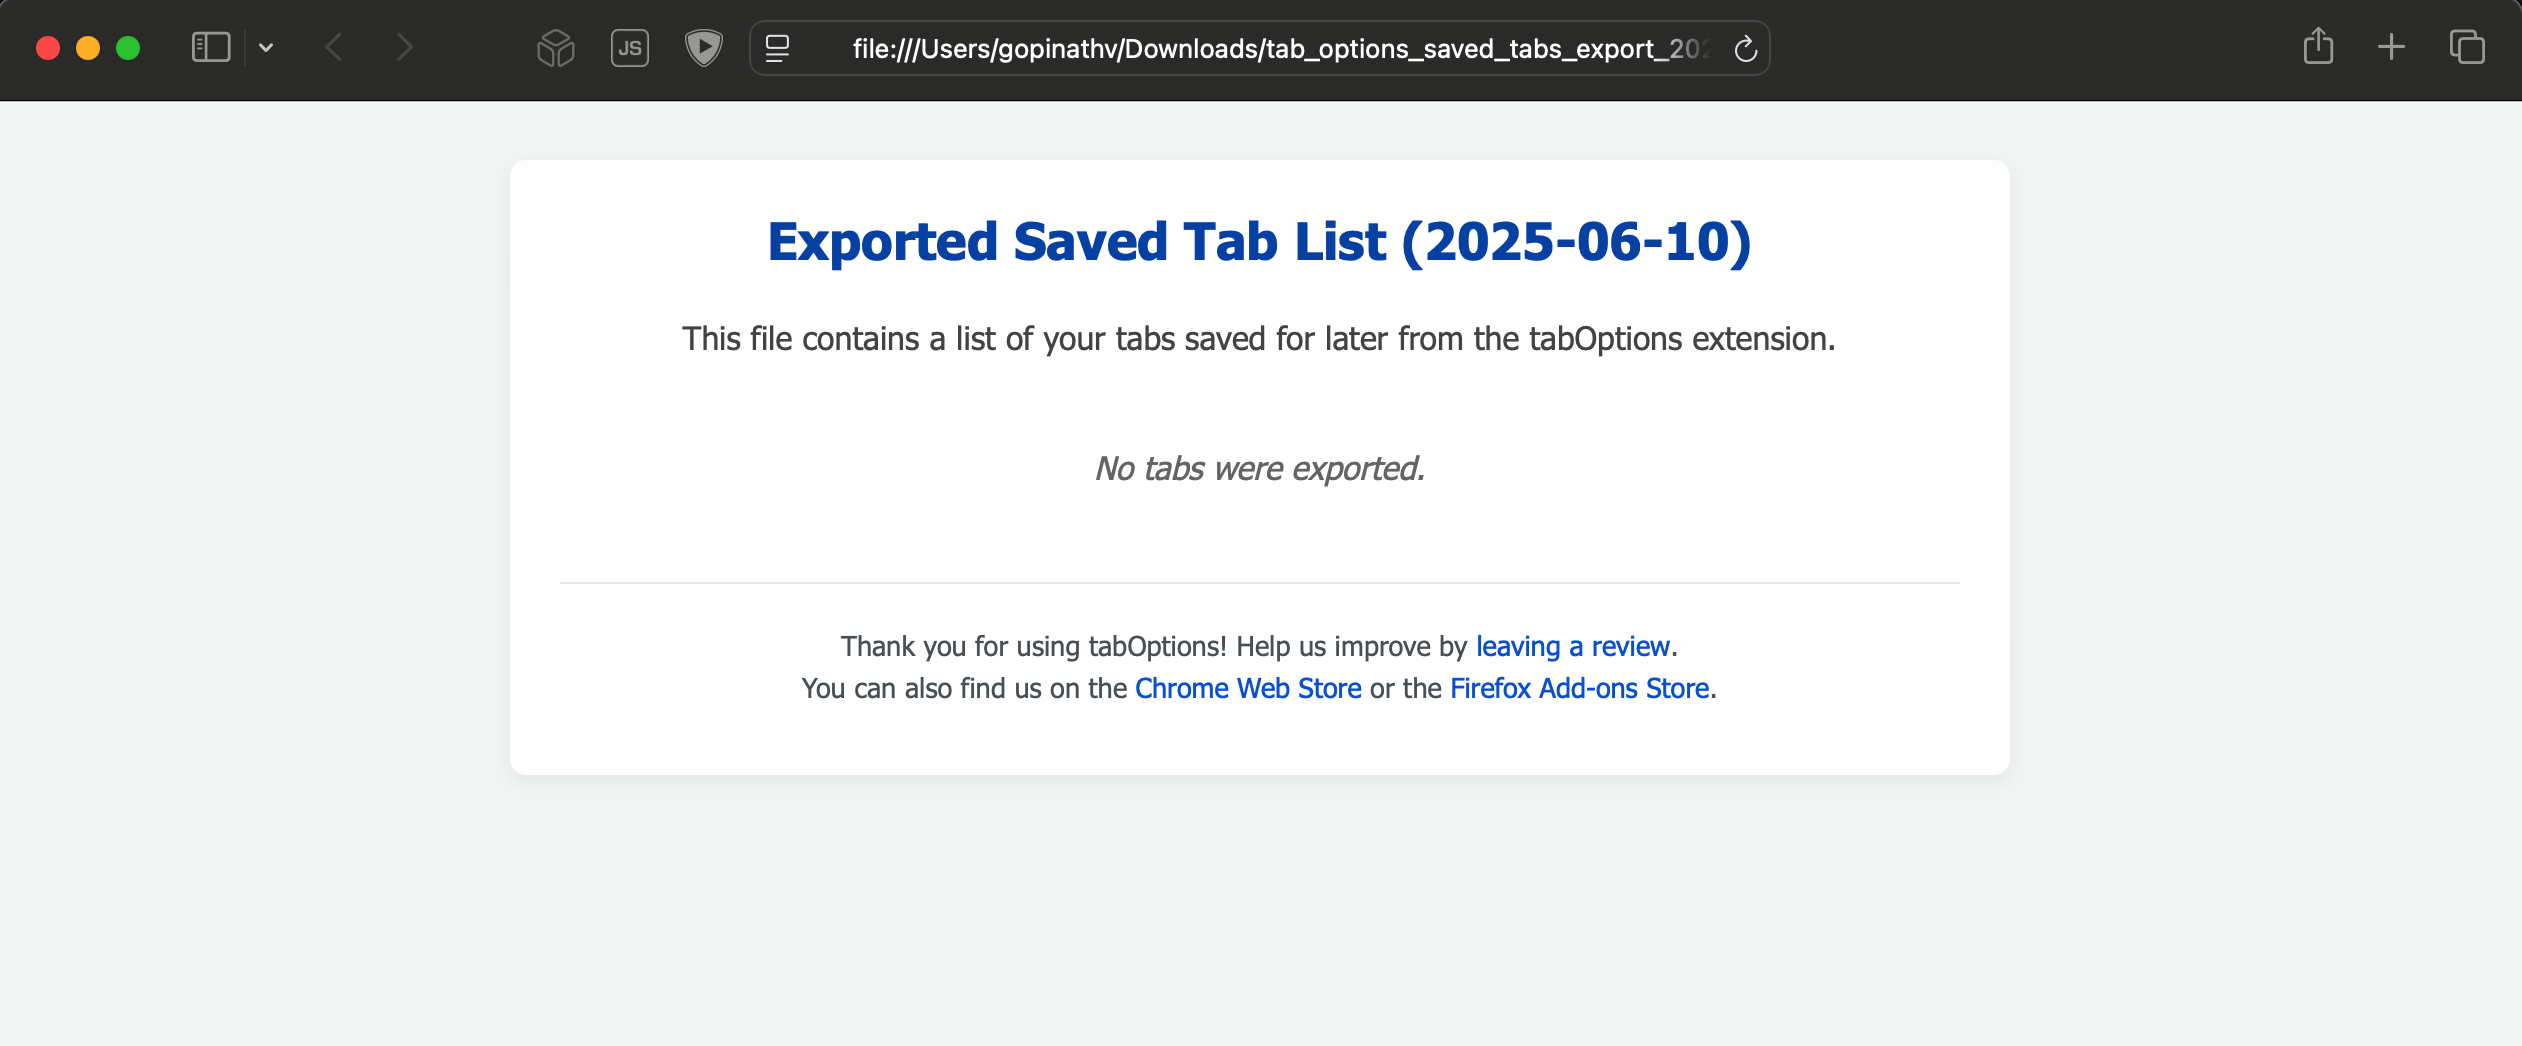 JS
file:///Users/gopinathv/Downloads/tab_options_saved_tabs_export_20
Exported Saved Tab List (2025-06-10)
This file contains a list of your tabs saved for later from the tabOptions extension.
No tabs were exported.
Thank you for using tabOptions! Help us improve by leaving a review.
You can also find us on the Chrome Web Store or the Firefox Add-ons Store.